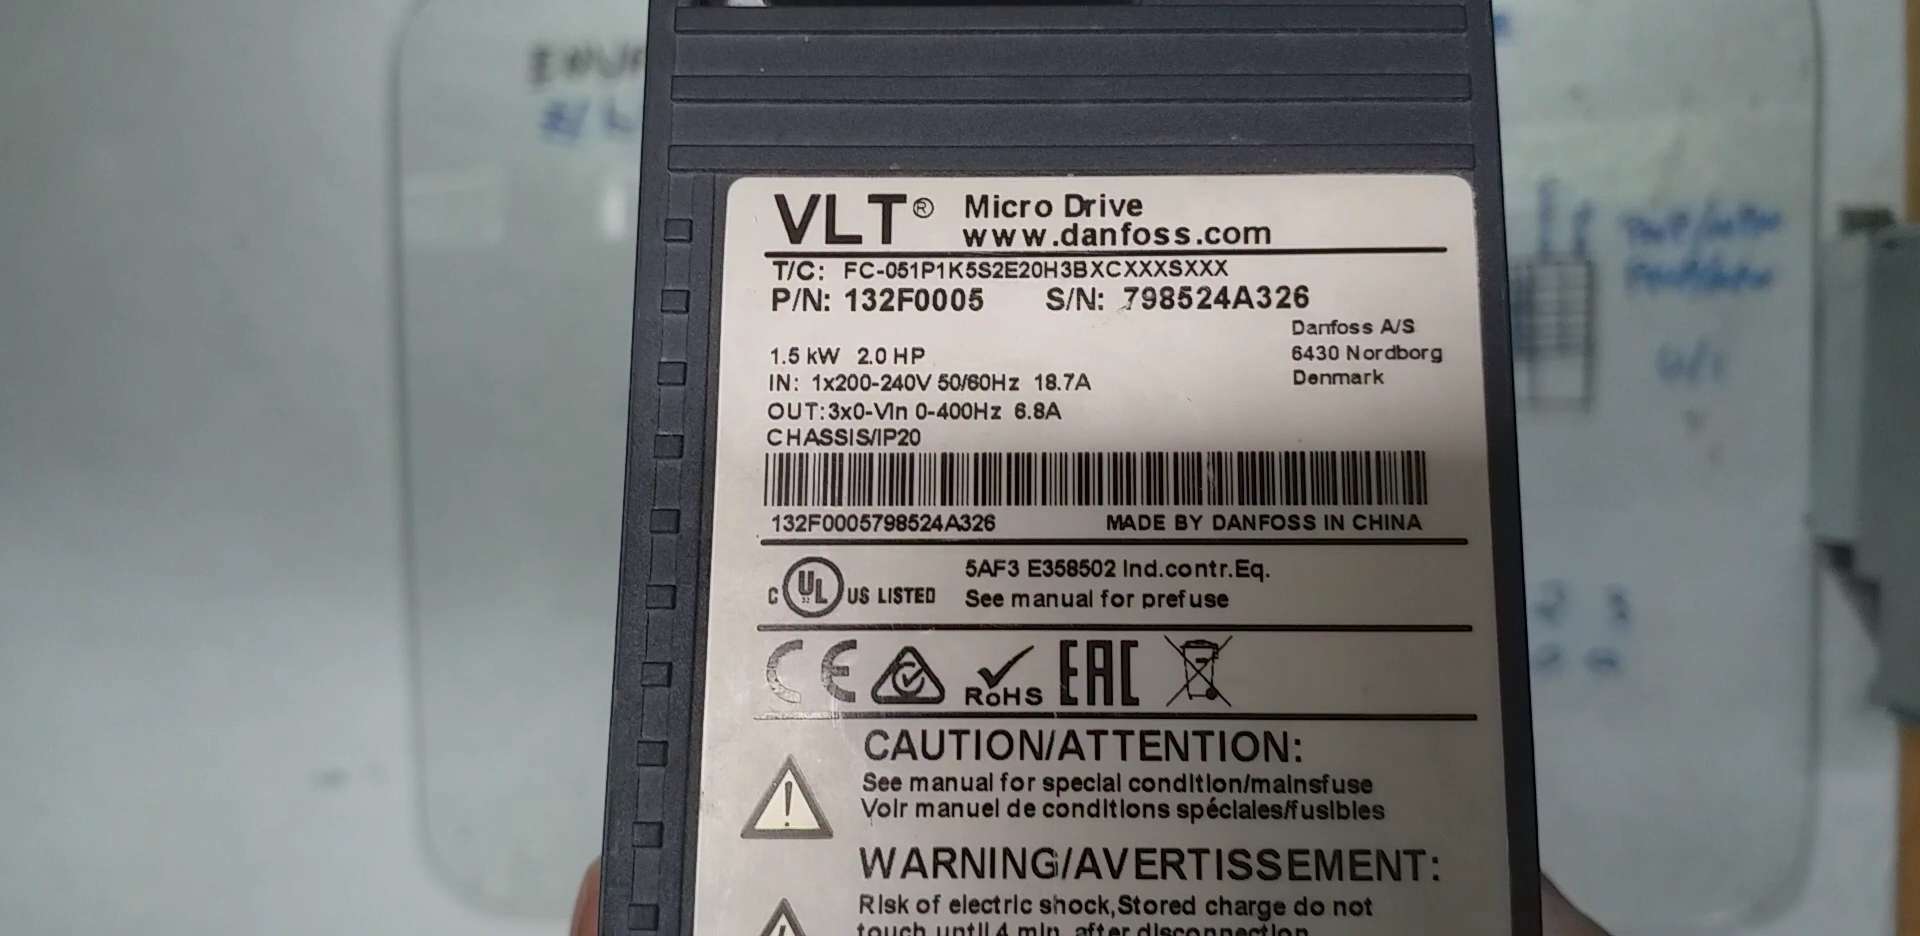 VLT® Micro Drive
www.danfoss.com
T/C: FC-051P1K5S2E20H3BXCXXXSXXX
P/N: 132F0005 S/N: 798524A326
Danfoss A/S
6430 Nordborg
Denmark
1.5 kW 2.0 HP
IN: 1x200-240V 50/60Hz 18.7A
OUT:3x0-VIn 0-400Hz 6.8A
CHASSIS/IP20
132F0005798524A326 MADE BY DANFOSS IN CHINA
C UL US LISTED
5AF3 E358502 Ind.contr.Eq.
See manual for prefuse
CE RoHS EAC
CAUTION/ATTENTION:
See manual for special condition/mainsfuse
Voir manuel de conditions spéciales/fusibles
WARNING/AVERTISSEMENT:
Risk of electric shock,Stored charge do not
touch until 4 min. after disconnection